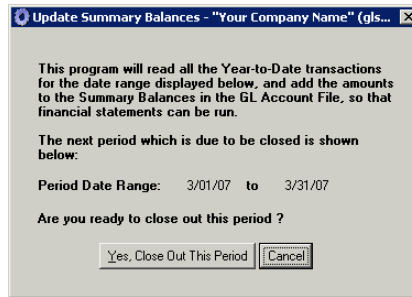 Update Summary Balances - "Your Company Name" (gls...
This program will read all the Year-to-Date transactions
for the date range displayed below, and add the amounts
to the Summary Balances in the GL Account File, so that
financial statements can be run.
The next period which is due to be closed is shown
below:
Period Date Range: 3/01/07 to 3/31/07
Are you ready to close out this period ?
Yes, Close Out This Period Cancel